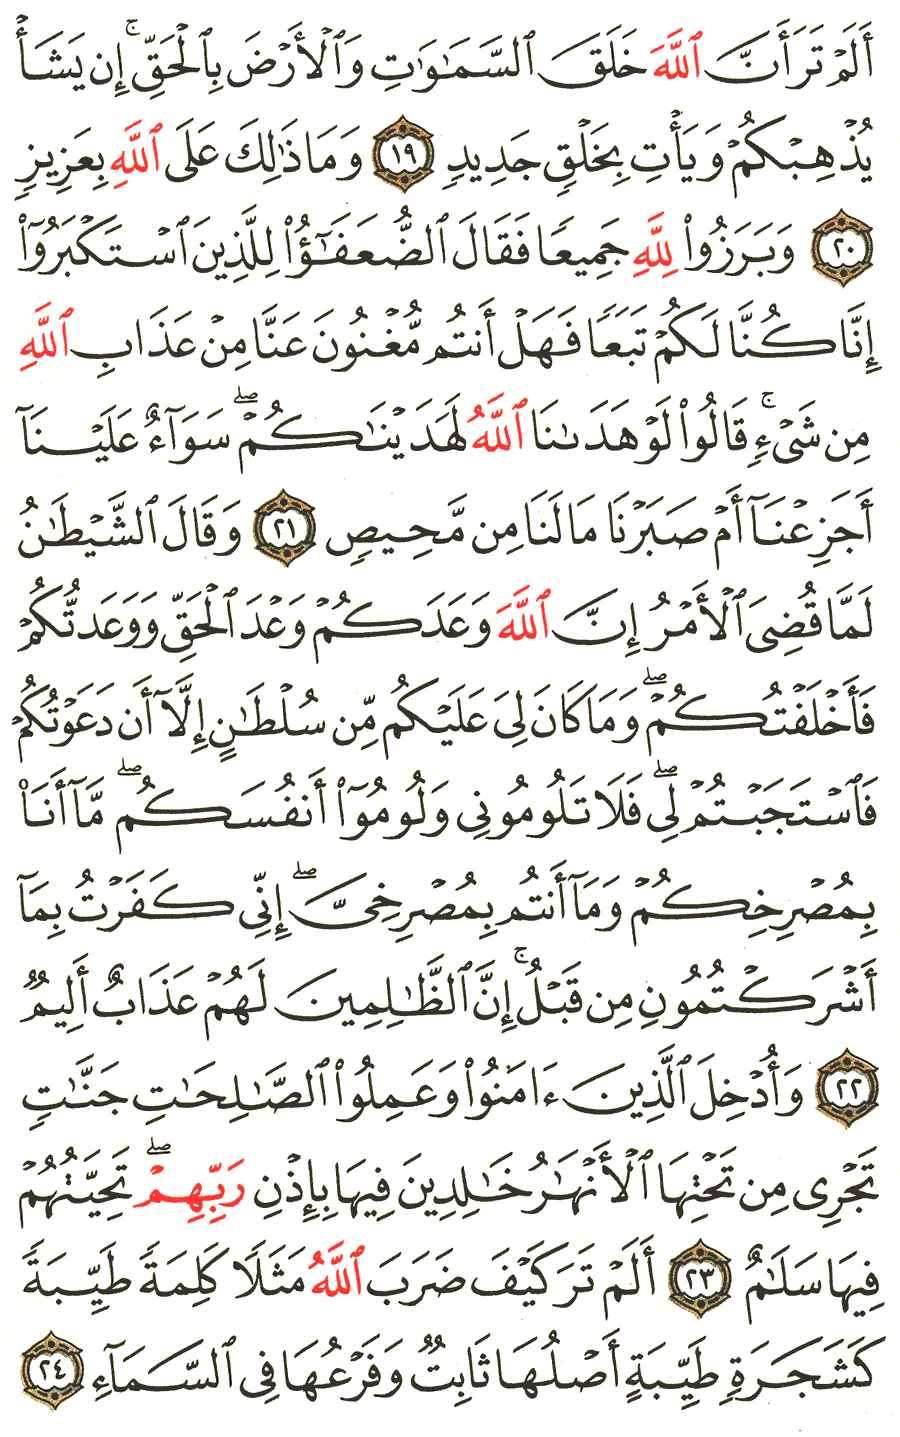 أَلَمْ تَرَ أَنَّ ٱللَّهَ خَلَقَ ٱلسَّمَٰوَٰتِ وَٱلْأَرْضَ بِٱلْحَقِّ ۚ إِن يَشَأْ
يُذْهِبْكُمْ وَيَأْتِ بِخَلْقٍ جَدِيدٍ ١٩ وَمَا ذَٰلِكَ عَلَى ٱللَّهِ بِعَزِيزٍ
٢٠ وَبَرَزُوا۟ لِلَّهِ جَمِيعًا فَقَالَ ٱلضُّعَفَٰٓؤُا۟ لِلَّذِينَ ٱسْتَكْبَرُوٓا۟
إِنَّا كُنَّا لَكُمْ تَبَعًا فَهَلْ أَنتُم مُّغْنُونَ عَنَّا مِنْ عَذَابِ ٱللَّهِ
مِن شَىْءٍ ۚ قَالُوا۟ لَوْ هَدَىٰنَا ٱللَّهُ لَهَدَيْنَٰكُمْ ۖ سَوَآءٌ عَلَيْنَآ
أَجَزِعْنَآ أَمْ صَبَرْنَا مَا لَنَا مِن مَّحِيصٍ ٢١ وَقَالَ ٱلشَّيْطَٰنُ
لَمَّا قُضِىَ ٱلْأَمْرُ إِنَّ ٱللَّهَ وَعَدَكُمْ وَعْدَ ٱلْحَقِّ وَوَعَدتُّكُمْ
فَأَخْلَفْتُكُمْ ۖ وَمَا كَانَ لِىَ عَلَيْكُم مِّن سُلْطَٰنٍ إِلَّآ أَن دَعَوْتُكُمْ
فَٱسْتَجَبْتُمْ لِى ۖ فَلَا تَلُومُونِى وَلُومُوٓا۟ أَنفُسَكُم ۖ مَّآ أَنَا۠
بِمُصْرِخِكُمْ وَمَآ أَنتُم بِمُصْرِخِىَّ ۖ إِنِّى كَفَرْتُ بِمَآ
أَشْرَكْتُمُونِ مِن قَبْلُ ۗ إِنَّ ٱلظَّٰلِمِينَ لَهُمْ عَذَابٌ أَلِيمٌ
٢٢ وَأُدْخِلَ ٱلَّذِينَ ءَامَنُوا۟ وَعَمِلُوا۟ ٱلصَّٰلِحَٰتِ جَنَّٰتٍ
تَجْرِى مِن تَحْتِهَا ٱلْأَنْهَٰرُ خَٰلِدِينَ فِيهَا بِإِذْنِ رَبِّهِمْ ۖ تَحِيَّتُهُمْ
فِيهَا سَلَٰمٌ ٢٣ أَلَمْ تَرَ كَيْفَ ضَرَبَ ٱللَّهُ مَثَلًا كَلِمَةً طَيِّبَةً
كَشَجَرَةٍ طَيِّبَةٍ أَصْلُهَا ثَابِتٌ وَفَرْعُهَا فِى ٱلسَّمَآءِ ٢٤